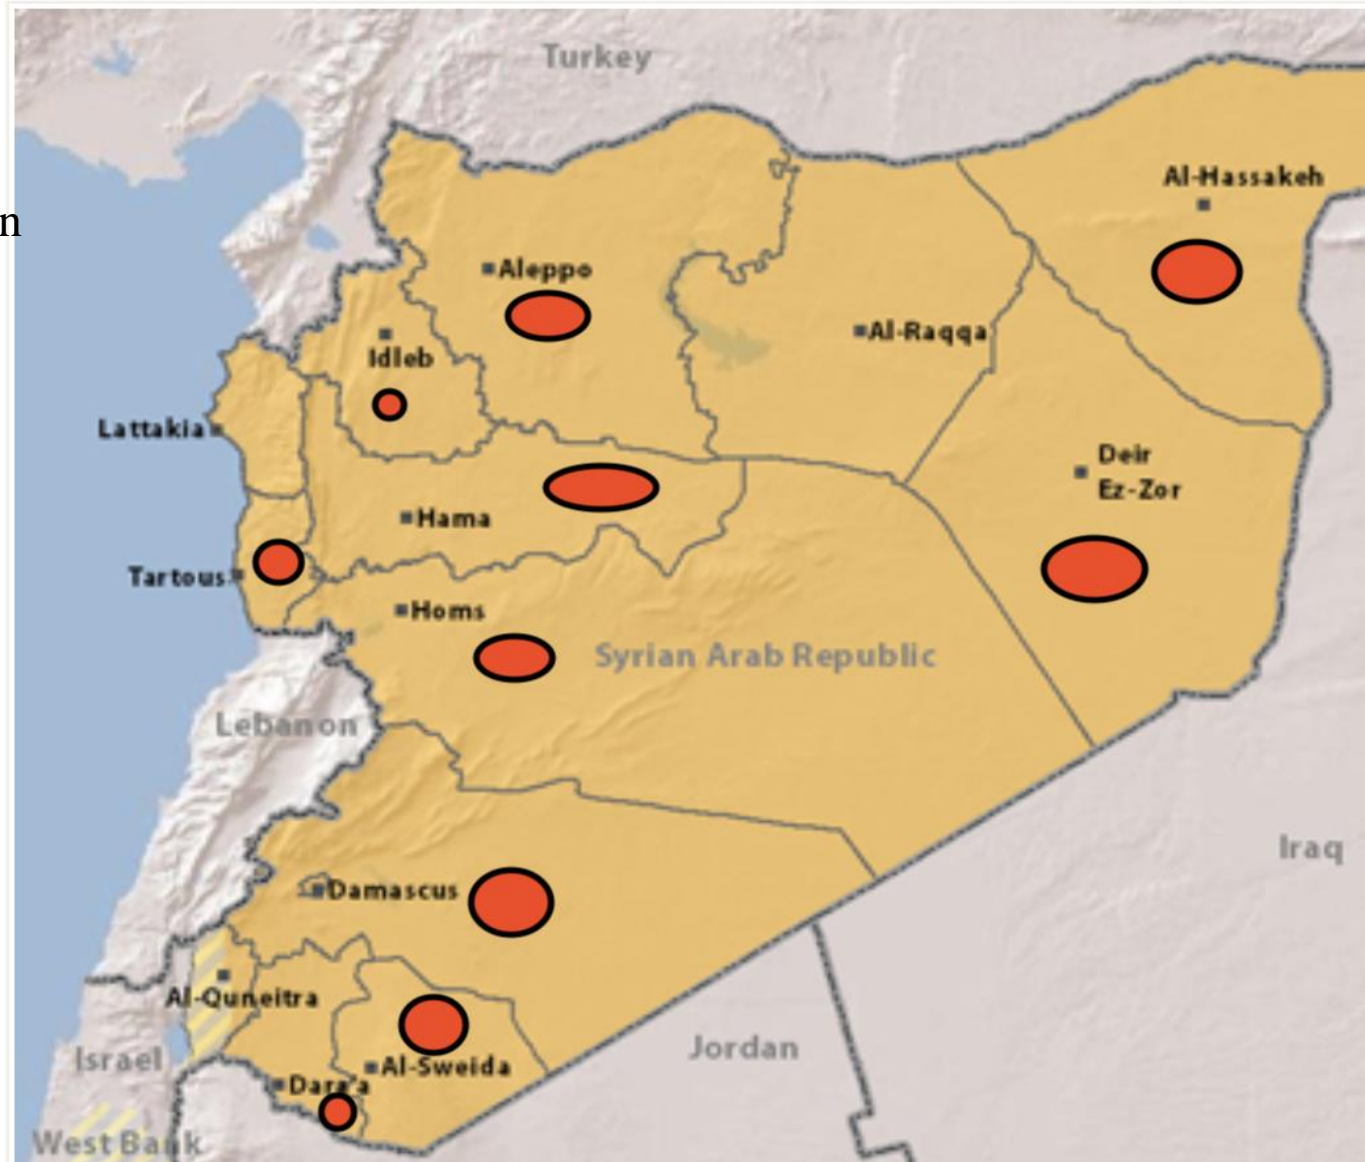 Turkey
Al-Hassakeh
n
Aleppo
Al-Raqqa
Idleb
Lattakia
Deir
Ez-Zor
Hama
Tartous
Homs
Syrian Arab Republic
Lebanon
Iraq
Damascus
Al-Quneitra
Israel
Jordan
Al-Sweida
Dara'a
West Bank